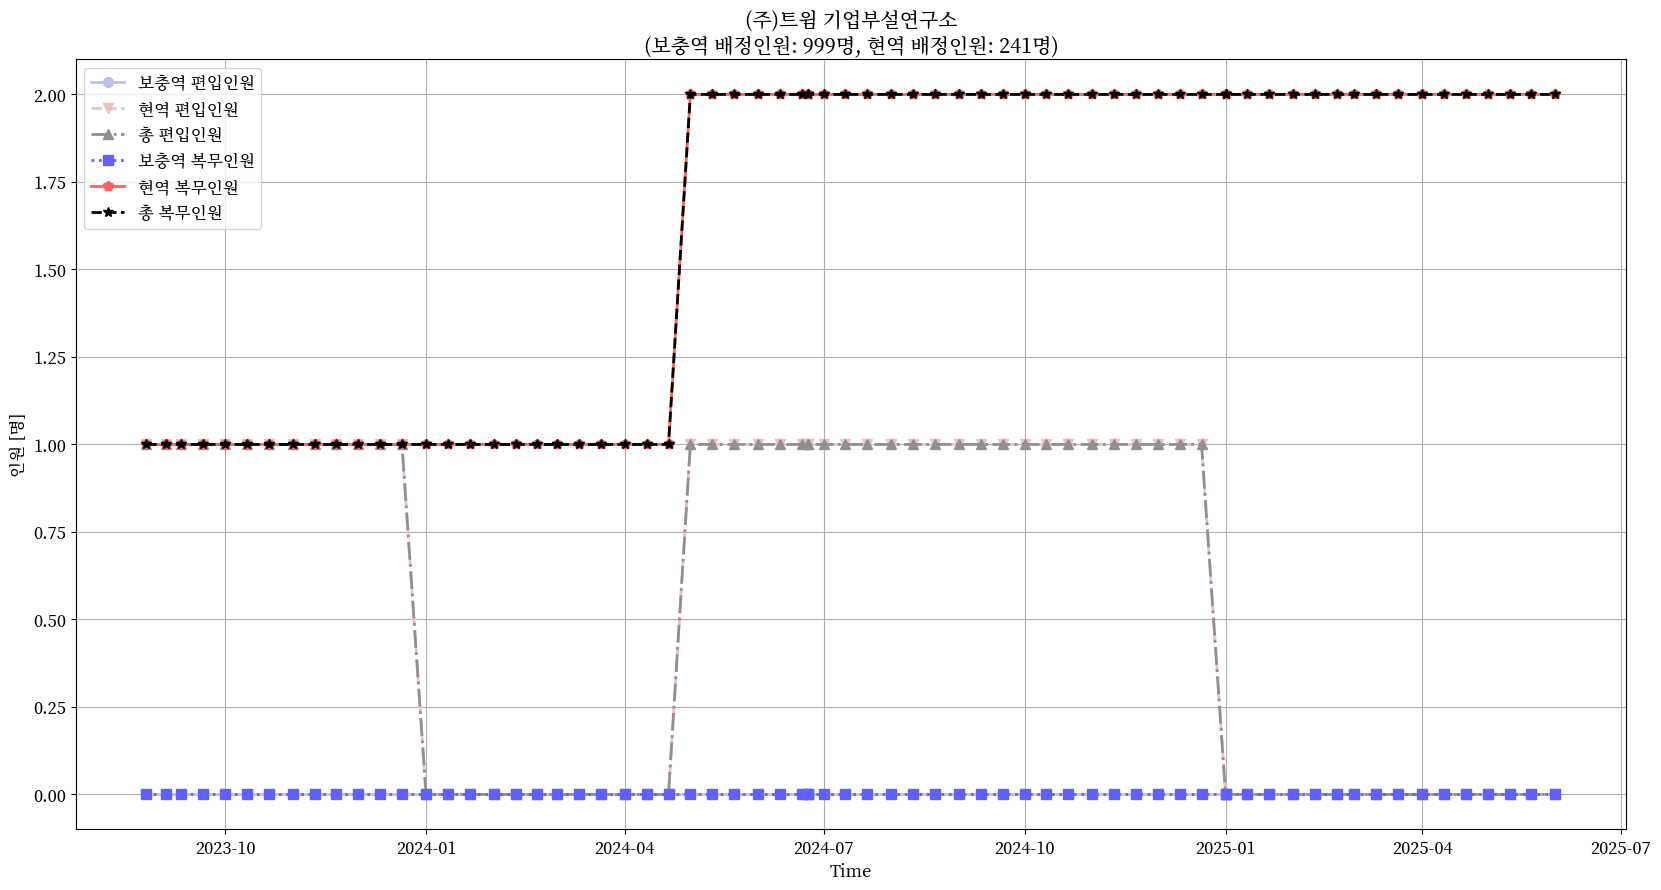 (주)트윔 기업부설연구소
(보충역 배정인원: 999명, 현역 배정인원: 241명)
보충역 편입인원
현역 편입인원
총 편입인원
보충역 복무인원
현역 복무인원
총 복무인원
2.00
1.75
1.50
1.25
1.00
0.75
0.50
0.25
0.00
인원 [명]
2023-10
2024-01
2024-04
2024-07
2024-10
2025-01
2025-04
2025-07
Time